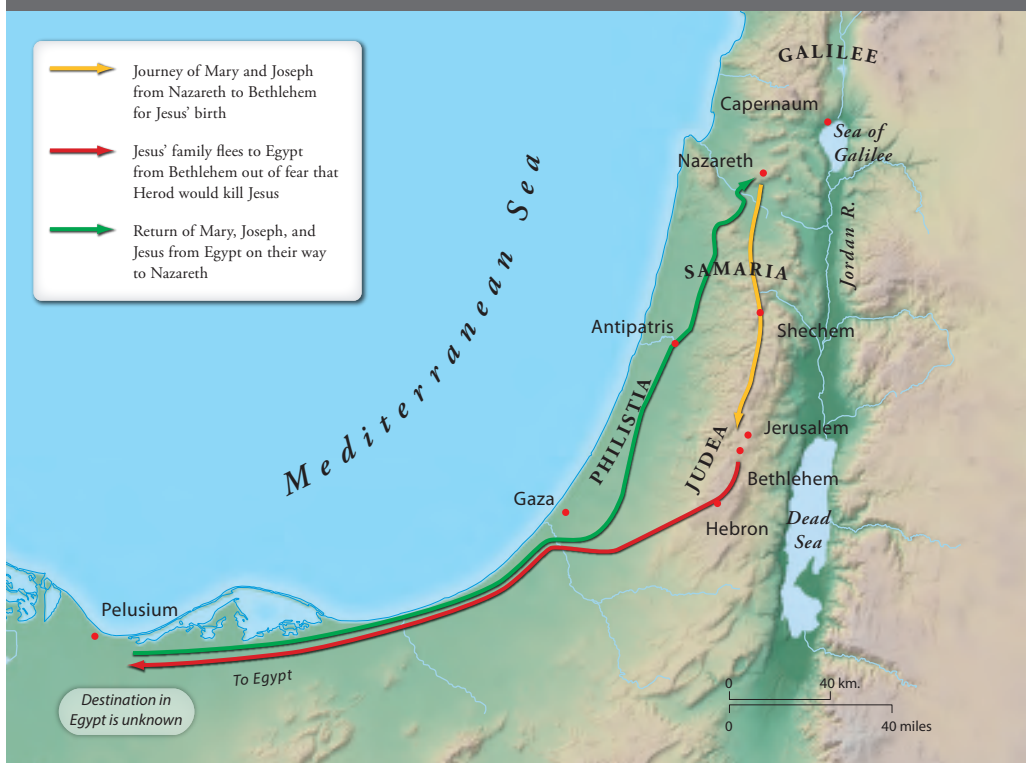 Journey of Mary and Joseph
from Nazareth to Bethlehem
for Jesus’ birth
Jesus’ family flees to Egypt
from Bethlehem out of fear that
Herod would kill Jesus
Return of Mary, Joseph, and
Jesus from Egypt on their way
to Nazareth
GALILEE
Capernaum
Sea of
Galilee
Nazareth
Jordan R.
Mediterranean Sea
SAMARIA
Antipatris
Shechem
PHILISTIA
JUDEA
Jerusalem
Bethlehem
Gaza
Hebron
Dead
Sea
Pelusium
To Egypt
Destination in
Egypt is unknown
0 40 km.
0 40 miles